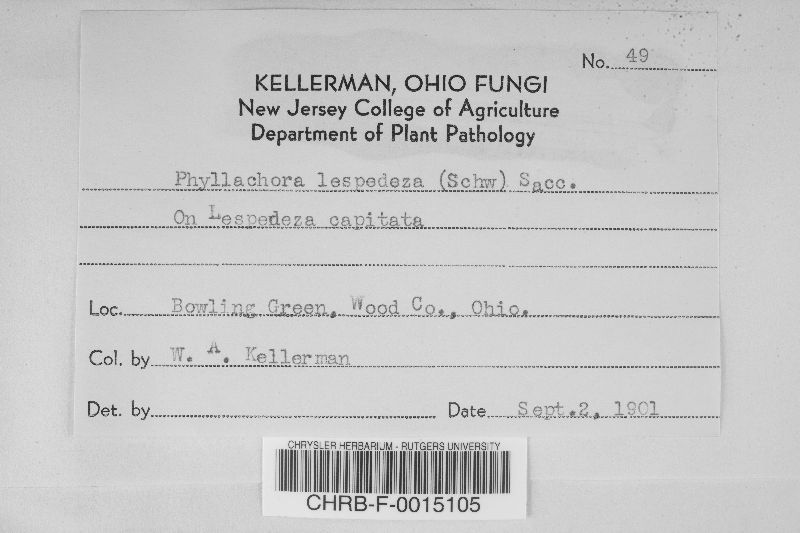 No. 49
KELLERMAN, OHIO FUNGI
New Jersey College of Agriculture
Department of Plant Pathology
Phyllachora lespedeza (Schw) Sacc.
On Lespedeza capitata
Loc. Bowling Green, Wood Co., Ohio.
Col. by W. A. Kellerman
Det. by
Date Sept.2, 1901
CHRYSLER HERBARIUM - RUTGERS UNIVERSITY
CHRB-F-0015105